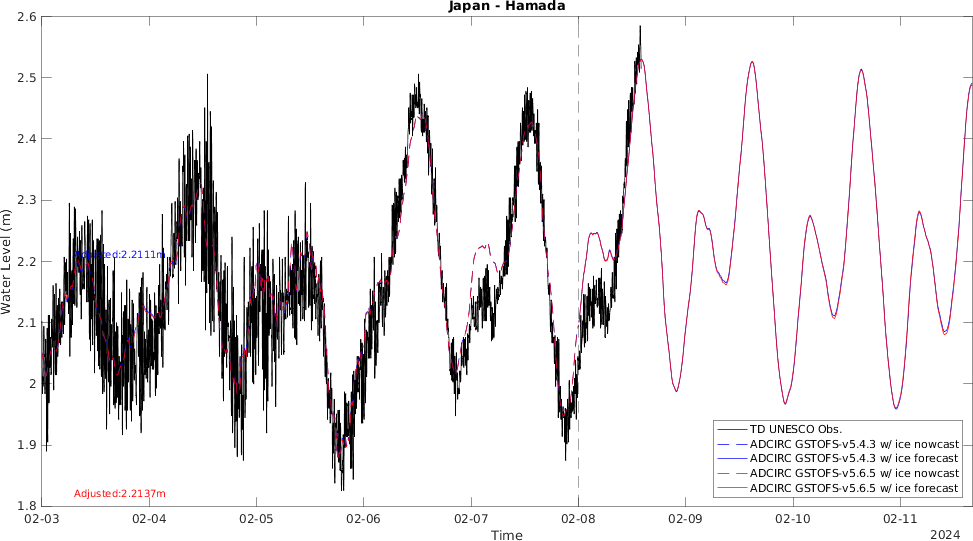 Japan - Hamada
2.6
2.5
2.4
2.3
2.2
2.1
2
1.9
1.8
Water Level (m)
Adjusted:2.2111m
Adjusted:2.2137m
TD UNESCO Obs.
ADCIRC GSTOFS-v5.4.3 w/ ice nowcast
ADCIRC GSTOFS-v5.4.3 w/ ice forecast
ADCIRC GSTOFS-v5.6.5 w/ ice nowcast
ADCIRC GSTOFS-v5.6.5 w/ ice forecast
02-03 02-04 02-05 02-06 02-07 02-08 02-09 02-10 02-11
Time
2024